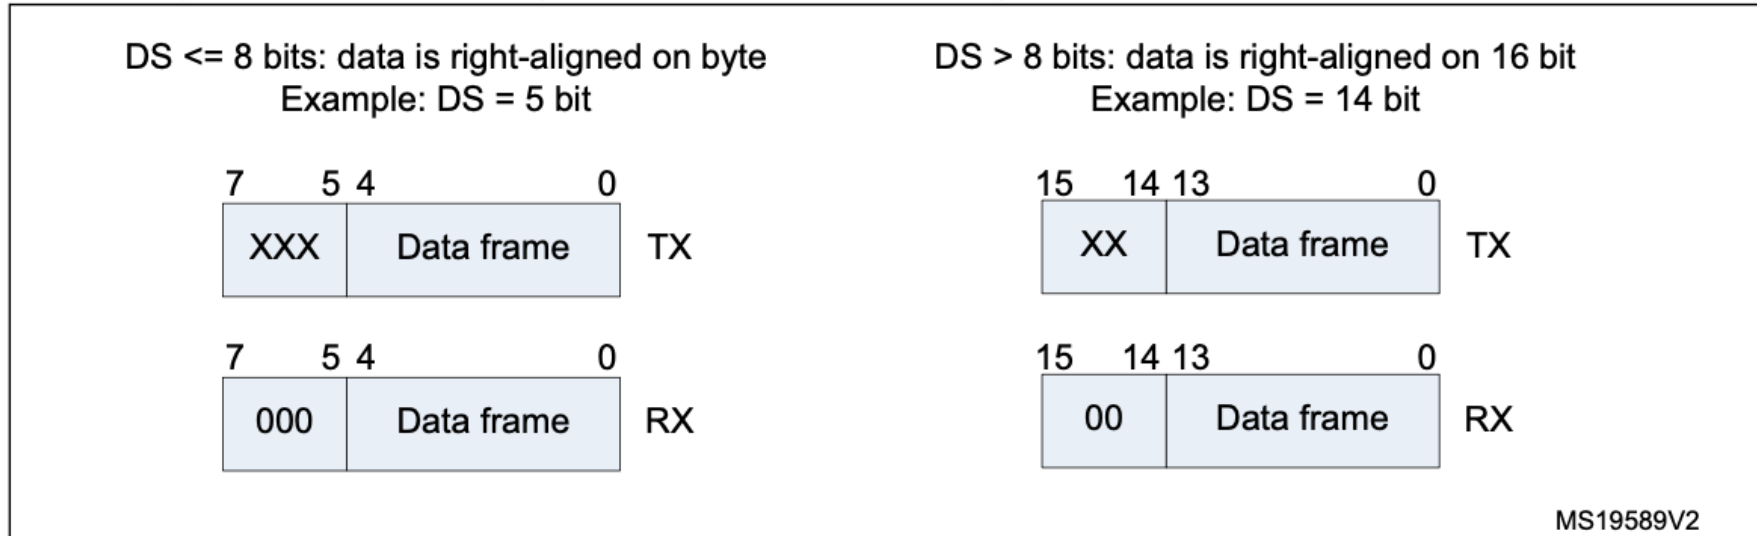 DS <= 8 bits: data is right-aligned on byte
Example: DS = 5 bit
7 5 4 0
XXX Data frame TX
7 5 4 0
000 Data frame RX
DS > 8 bits: data is right-aligned on 16 bit
Example: DS = 14 bit
15 14 13 0
XX Data frame TX
15 14 13 0
00 Data frame RX
MS19589V2